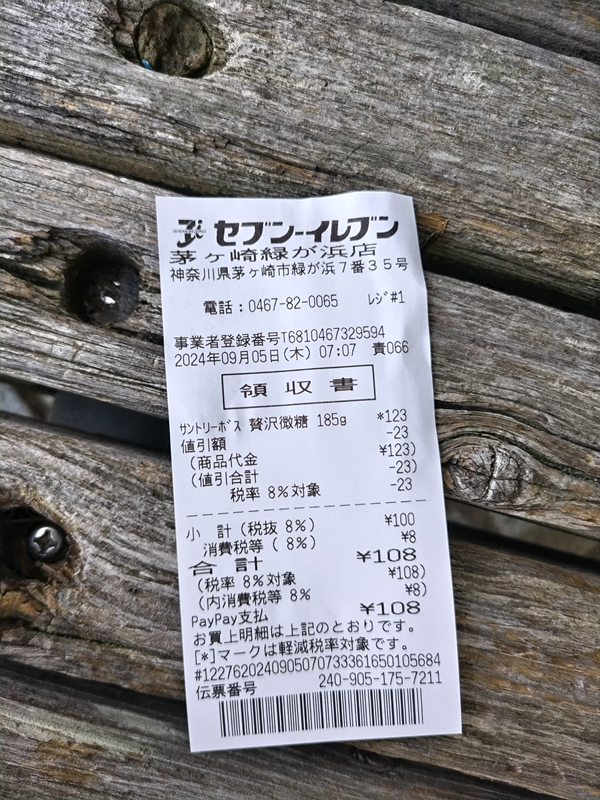 セブン-イレブン
茅ヶ崎緑が浜店
神奈川県茅ヶ崎市緑が浜7番35号
電話:0467-82-0065 レジ#1
事業者登録番号T6810467329594
2024年09月05日(木) 07:07 責066
領収書
サントリーボス 贅沢微糖 185g *123
値引額 -23
(商品代金 ¥123)
(値引合計 -23)
税率 8%対象 -23
小 計(税抜 8%) ¥100
消費税等( 8%) ¥8
合計 ¥108
(税率 8%対象 ¥108)
(内消費税等 8% ¥8)
PayPay支払 ¥108
お買上明細は上記のとおりです。
[*]マークは軽減税率対象です。
#12276202409050707333616501​05684
伝票番号 240-905-175-7211